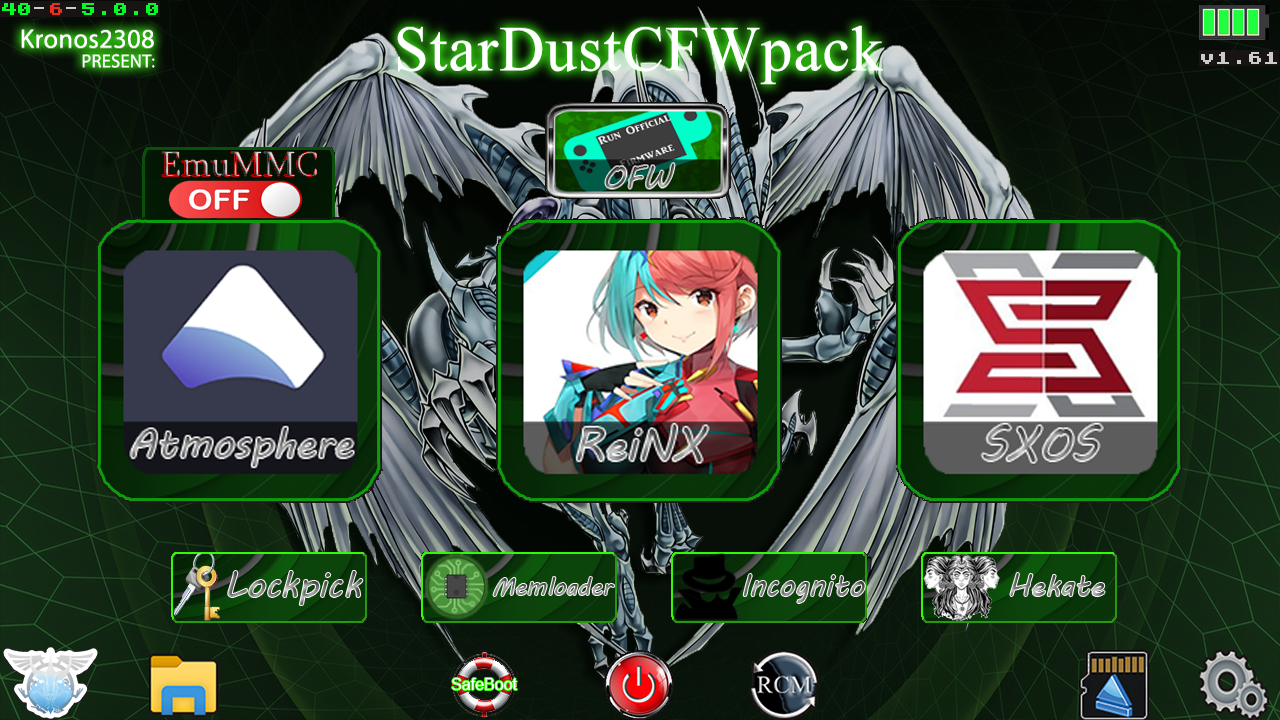 40-6-5.0.0
Kronos2308
PRESENT:
StarDustCFWpack
v1.61
RUN OFFICIAL
FIRMWARE
OFW
EmuMMC
OFF
Atmosphere
ReiNX
SXOS
Lockpick
Memloader
Incognito
Hekate
SafeBoot
RCM